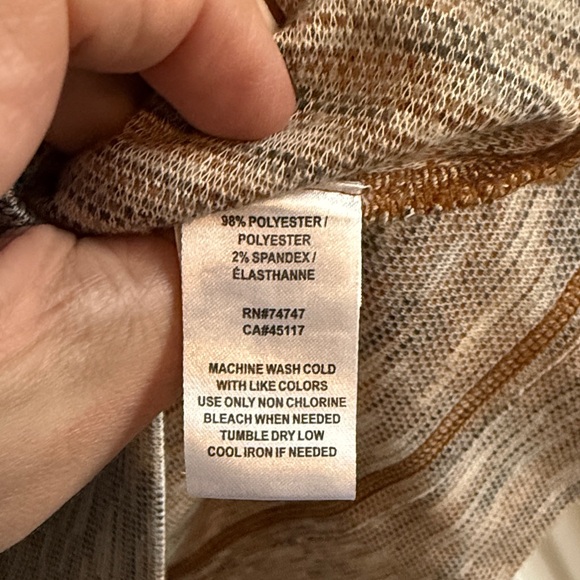 98% POLYESTER /
POLYESTER
2% SPANDEX /
ÉLASTHANNE
RN#74747
CA#45117
MACHINE WASH COLD
WITH LIKE COLORS
USE ONLY NON CHLORINE
BLEACH WHEN NEEDED
TUMBLE DRY LOW
COOL IRON IF NEEDED